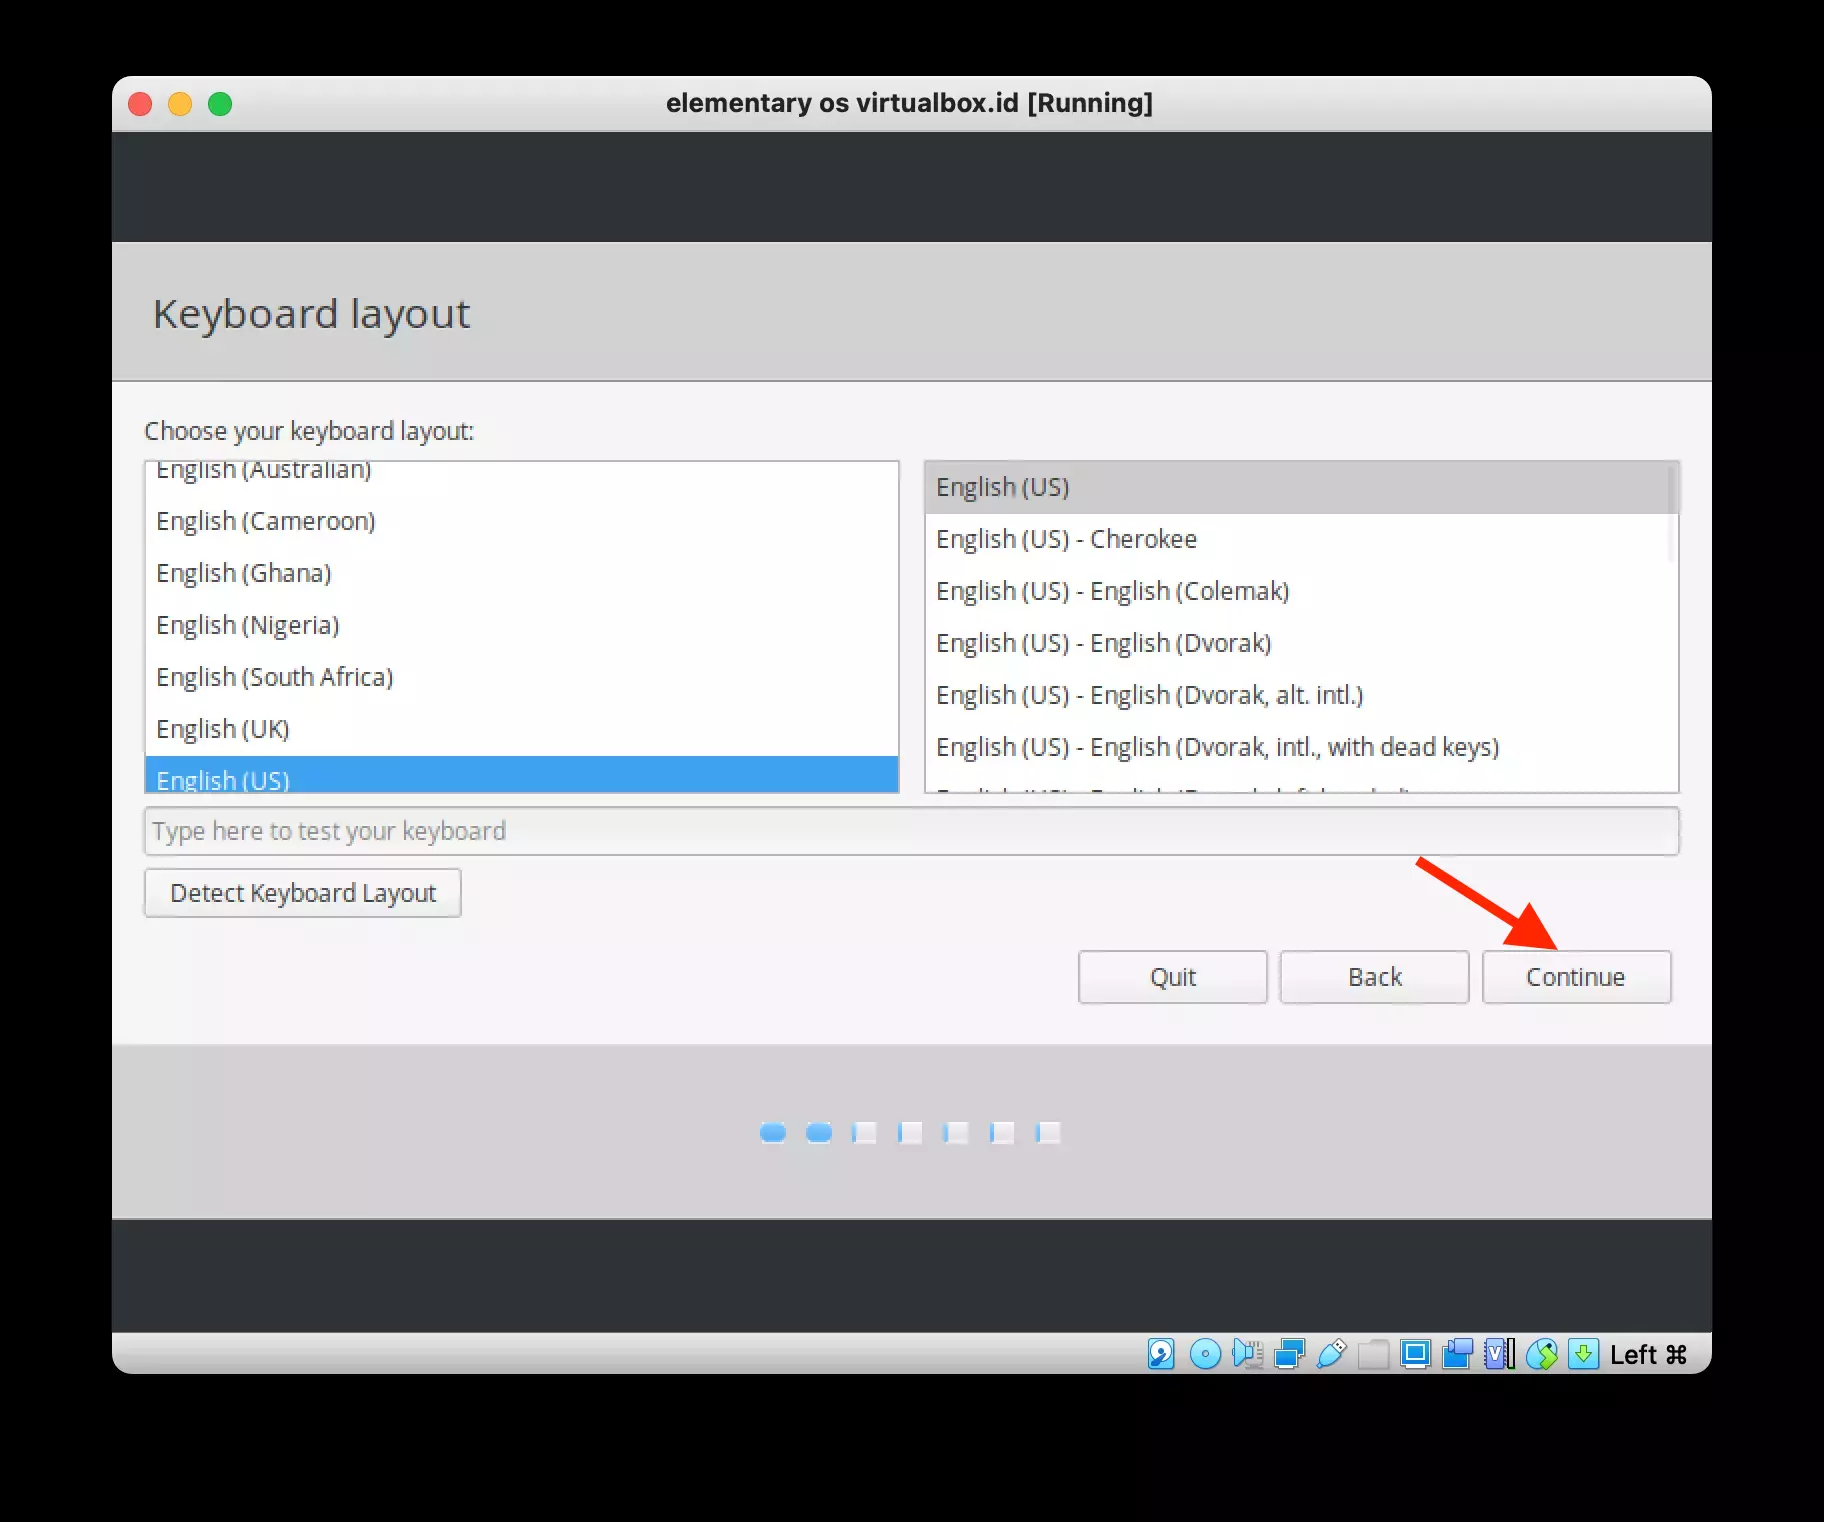 elementary os virtualbox.id [Running]
Keyboard layout
Choose your keyboard layout:
English (Australian)
English (Cameroon)
English (Ghana)
English (Nigeria)
English (South Africa)
English (UK)
English (US)
English (US)
English (US) - Cherokee
English (US) - English (Colemak)
English (US) - English (Dvorak)
English (US) - English (Dvorak, alt. intl.)
English (US) - English (Dvorak, intl., with dead keys)
Type here to test your keyboard
Detect Keyboard Layout
Quit
Back
Continue
Left ⌘